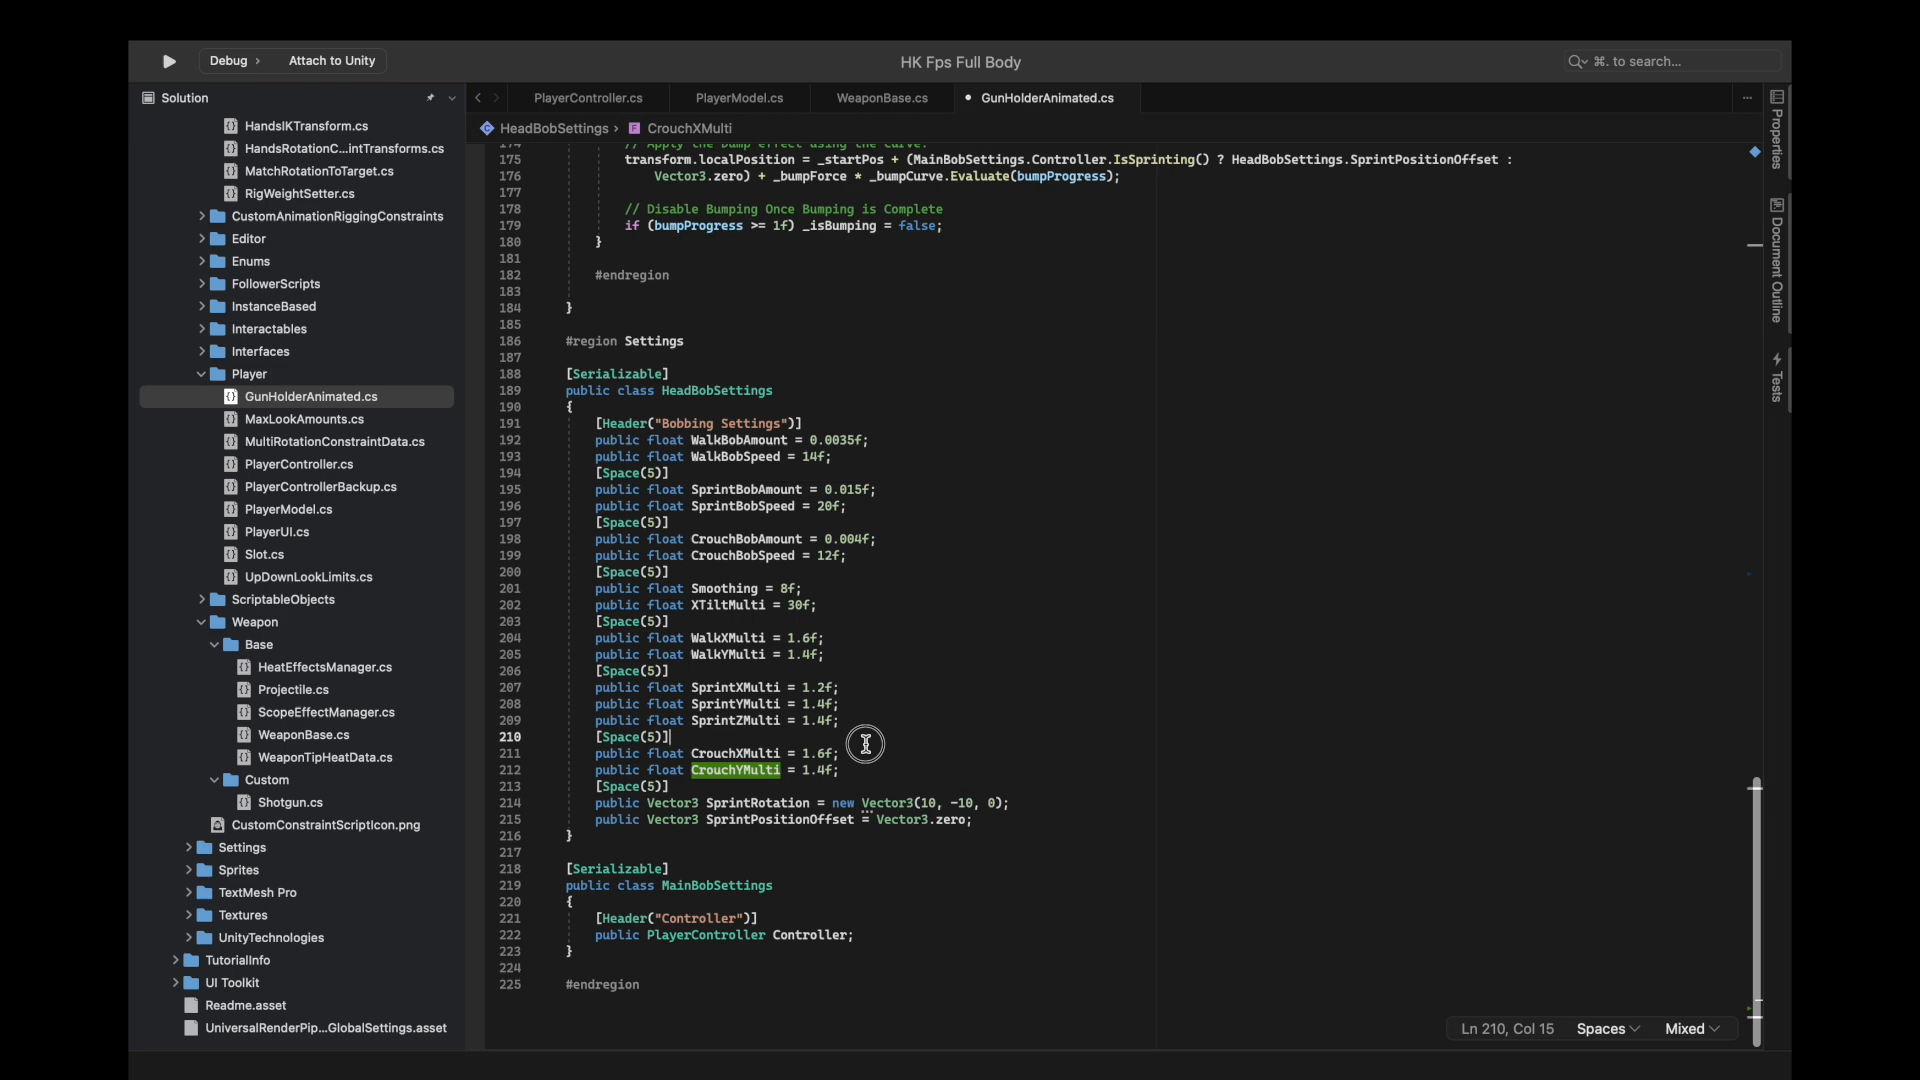 Debug
Attach to Unity
HK Fps Full Body
⌘. to search...
Solution
PlayerController.cs
PlayerModel.cs
WeaponBase.cs
GunHolderAnimated.cs
HeadBobSettings › CrouchXMulti
HandsIKTransform.cs
HandsRotationC...intTransforms.cs
MatchRotationToTarget.cs
RigWeightSetter.cs
CustomAnimationRiggingConstraints
Editor
Enums
FollowerScripts
InstanceBased
Interactables
Interfaces
Player
GunHolderAnimated.cs
MaxLookAmounts.cs
MultiRotationConstraintData.cs
PlayerController.cs
PlayerControllerBackup.cs
PlayerModel.cs
PlayerUI.cs
Slot.cs
UpDownLookLimits.cs
ScriptableObjects
Weapon
Base
HeatEffectsManager.cs
Projectile.cs
ScopeEffectManager.cs
WeaponBase.cs
WeaponTipHeatData.cs
Custom
Shotgun.cs
CustomConstraintScriptIcon.png
Settings
Sprites
TextMesh Pro
Textures
UnityTechnologies
TutorialInfo
UI Toolkit
Readme.asset
UniversalRenderPip...GlobalSettings.asset
174 // Apply the bump effect using the curve.
175 transform.localPosition = _startPos + (MainBobSettings.Controller.IsSprinting() ? HeadBobSettings.SprintPositionOffset :
176 Vector3.zero) + _bumpForce * _bumpCurve.Evaluate(bumpProgress);
177
178 // Disable Bumping Once Bumping is Complete
179 if (bumpProgress >= 1f) _isBumping = false;
180 }
181
182 #endregion
183
184 }
185
186 #region Settings
187
188 [Serializable]
189 public class HeadBobSettings
190 {
191 [Header("Bobbing Settings")]
192 public float WalkBobAmount = 0.0035f;
193 public float WalkBobSpeed = 14f;
194 [Space(5)]
195 public float SprintBobAmount = 0.015f;
196 public float SprintBobSpeed = 20f;
197 [Space(5)]
198 public float CrouchBobAmount = 0.004f;
199 public float CrouchBobSpeed = 12f;
200 [Space(5)]
201 public float Smoothing = 8f;
202 public float XTiltMulti = 30f;
203 [Space(5)]
204 public float WalkXMulti = 1.6f;
205 public float WalkYMulti = 1.4f;
206 [Space(5)]
207 public float SprintXMulti = 1.2f;
208 public float SprintYMulti = 1.4f;
209 public float SprintZMulti = 1.4f;
210 [Space(5)]
211 public float CrouchXMulti = 1.6f;
212 public float CrouchYMulti = 1.4f;
213 [Space(5)]
214 public Vector3 SprintRotation = new Vector3(10, -10, 0);
215 public Vector3 SprintPositionOffset = Vector3.zero;
216 }
217
218 [Serializable]
219 public class MainBobSettings
220 {
221 [Header("Controller")]
222 public PlayerController Controller;
223 }
224
225 #endregion
Properties
Document Outline
Tests
Ln 210, Col 15
Spaces
Mixed